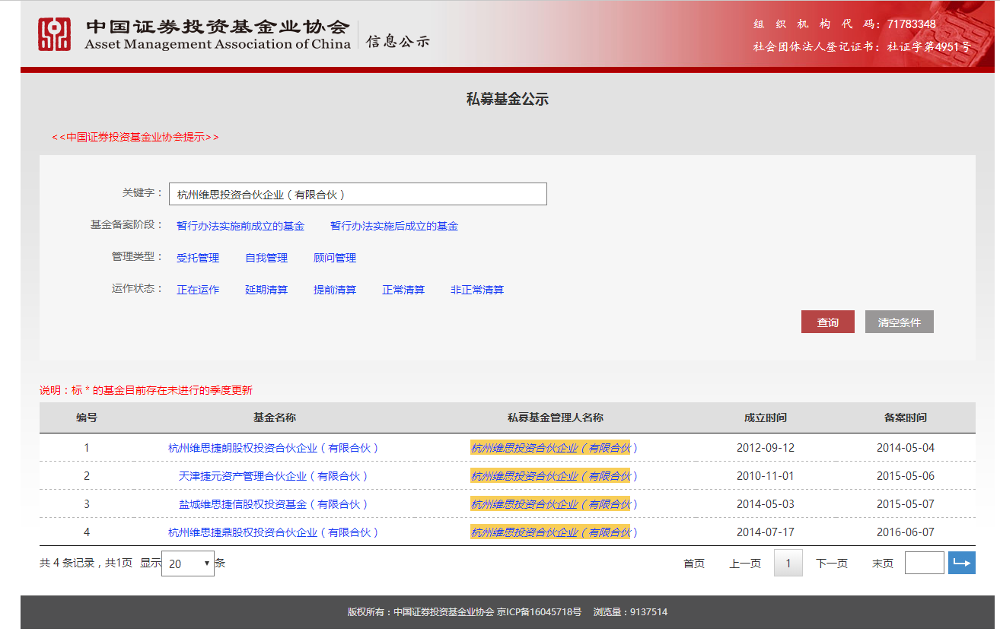 中国证券投资基金业协会
Asset Management Association of China
信息公示
组织机构代码：71783348
社会团体法人登记证书：社证字第4951号
私募基金公示
<<中国证券投资基金业协会提示>>
关键字： 杭州维思投资合伙企业（有限合伙）
基金备案阶段： 暂行办法实施前成立的基金 暂行办法实施后成立的基金
管理类型： 受托管理 自我管理 顾问管理
运作状态： 正在运作 延期清算 提前清算 正常清算 非正常清算
查询 清空条件
说明：标 * 的基金目前存在未进行的季度更新
编号 基金名称 私募基金管理人名称 成立时间 备案时间
1 杭州维思捷朗股权投资合伙企业（有限合伙） 杭州维思投资合伙企业（有限合伙） 2012-09-12 2014-05-04
2 天津捷元资产管理合伙企业（有限合伙） 杭州维思投资合伙企业（有限合伙） 2010-11-01 2015-05-06
3 盐城维思捷信股权投资基金（有限合伙） 杭州维思投资合伙企业（有限合伙） 2014-05-03 2015-05-07
4 杭州维思捷鼎股权投资合伙企业（有限合伙） 杭州维思投资合伙企业（有限合伙） 2014-07-17 2016-06-07
共 4 条记录，共1页 显示 20 条 首页 上一页 1 下一页 末页
版权所有：中国证券投资基金业协会 京ICP备16045718号 浏览量：9137514